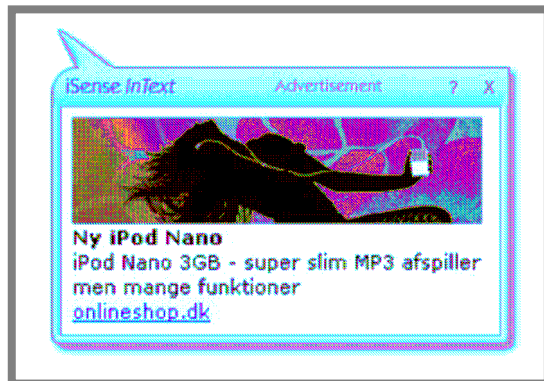 iSense InText Advertisement ? X
Ny iPod Nano
iPod Nano 3GB - super slim MP3 afspiller
men mange funktioner
onlineshop.dk